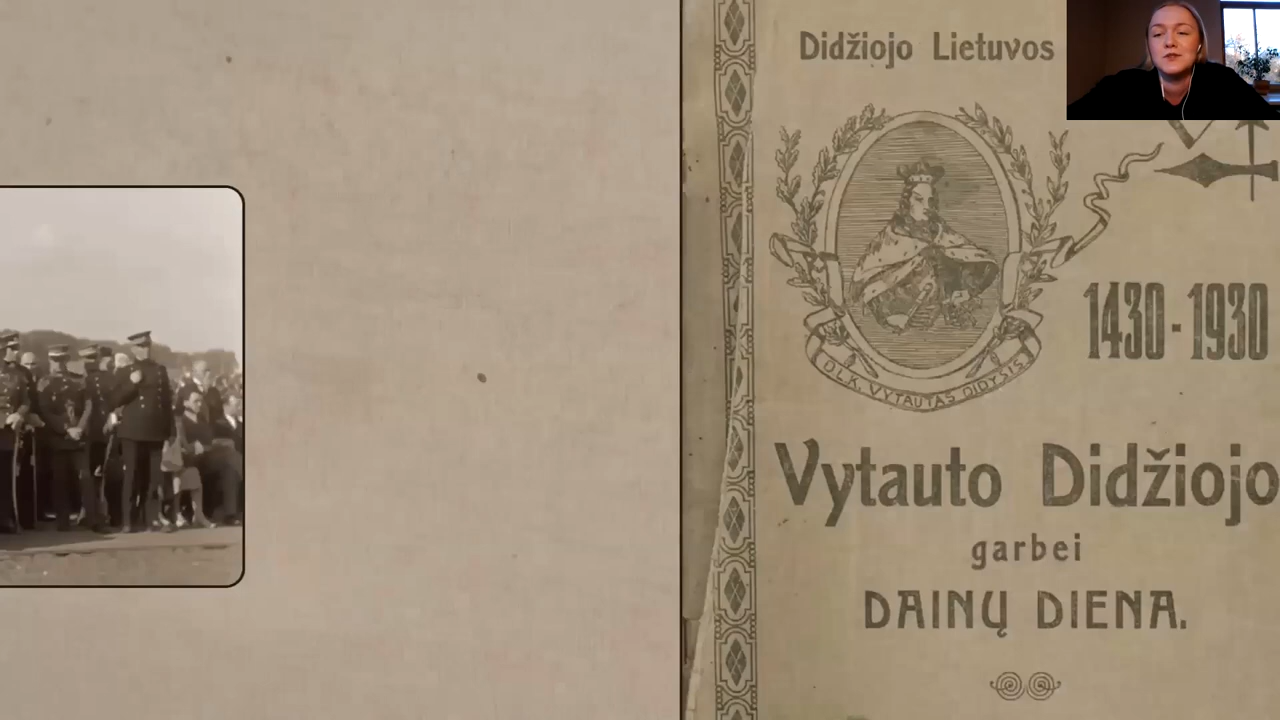 Didžiojo Lietuvos
1430-1930
D.L.K. VYTAUTAS DIDYSIS
Vytauto Didžiojo
garbei
DAINŲ DIENA.